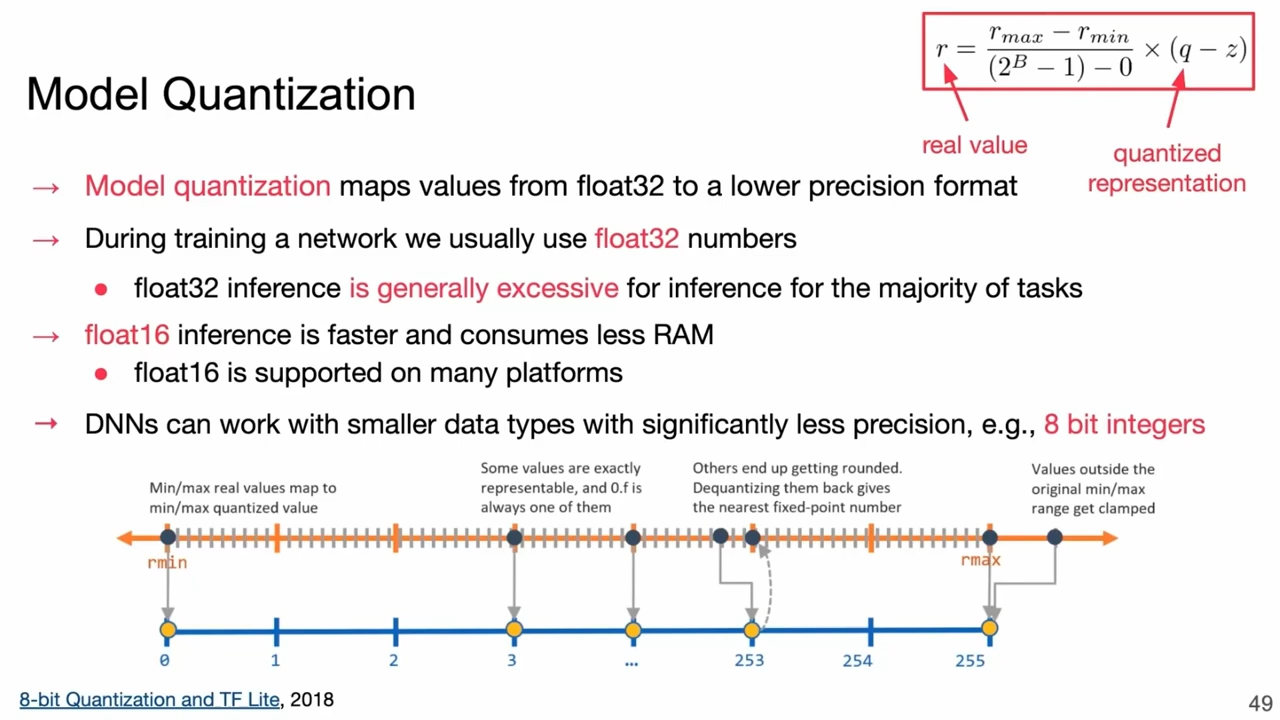 r = \frac{r_{max} - r_{min}}{(2^B - 1) - 0} × (q - z)
Model Quantization
real value
quantized
representation
→ Model quantization maps values from float32 to a lower precision format
→ During training a network we usually use float32 numbers
● float32 inference is generally excessive for inference for the majority of tasks
→ float16 inference is faster and consumes less RAM
● float16 is supported on many platforms
→ DNNs can work with smaller data types with significantly less precision, e.g., 8 bit integers
Min/max real values map to
min/max quantized value
Some values are exactly
representable, and 0.f is
always one of them
Others end up getting rounded.
Dequantizing them back gives
the nearest fixed-point number
Values outside the
original min/max
range get clamped
rmin
rmax
0 1 2 3 ... 253 254 255
8-bit Quantization and TF Lite, 2018
49